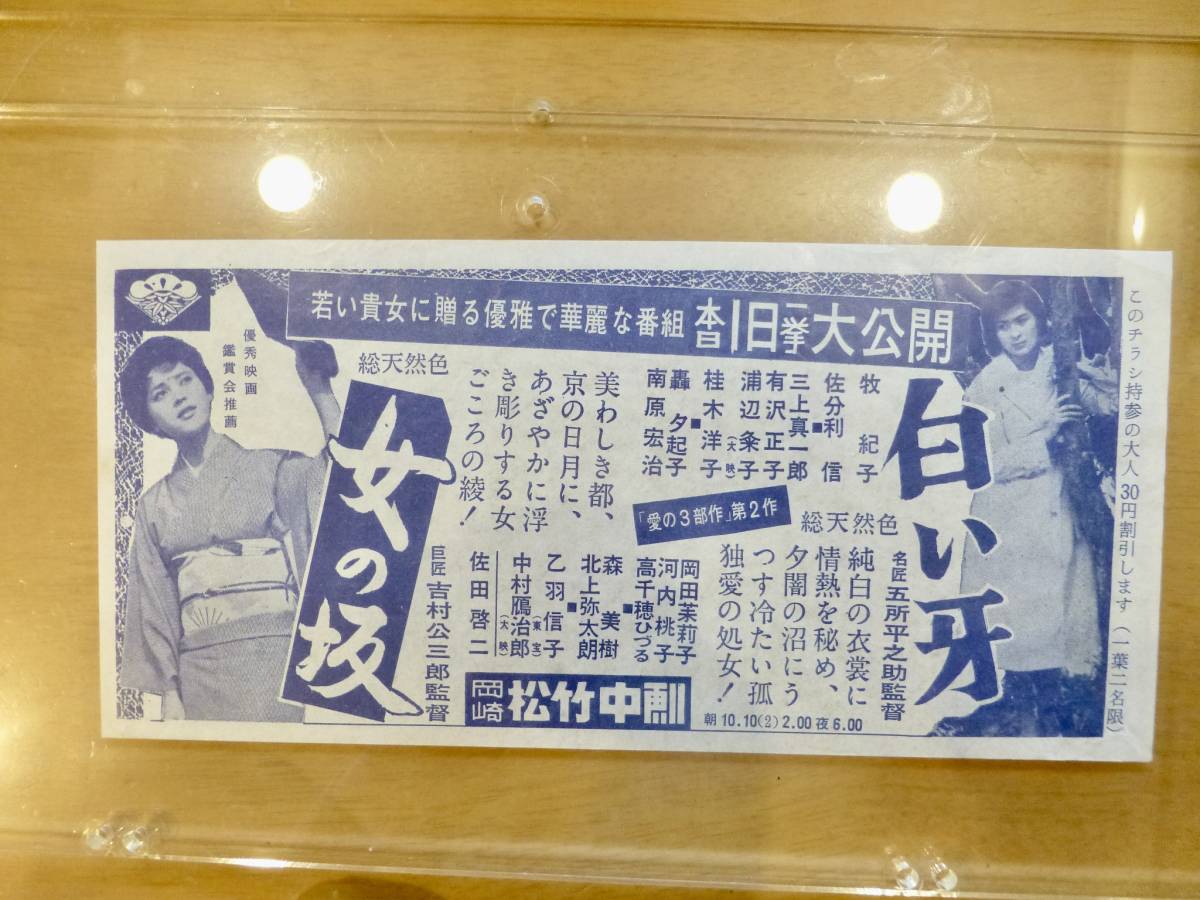 このチラシ持参の大人30円割引します(一葉二名限)
若い貴女に贈る優雅で華麗な番組 本日 大公開
白い牙
総天然色
名匠五所平之助監督
牧紀子
佐分利信
■
三上真一郎
有沢正子
浦辺粂子(大映)
桂木洋子
■
轟夕起子
南原宏治
純白の衣裳に
情熱を秘め、
夕闇の沼にう
つす冷たい孤
独愛の処女!
「愛の3部作」第2作
総天然色
女の坂
巨匠 吉村公三郎監督
美わしき都、
京の日月に、
あざやかに浮
き彫りする女
ごころの綾!
岡田茉莉子
河内桃子
高千穂ひづる
■
森美樹
北上弥太朗
■
乙羽信子(東宝)
中村鴈治郎(大映)
佐田啓二
優秀映画
鑑賞会推薦
岡崎 松竹中劇
朝10.10(2)2.00夜6.00